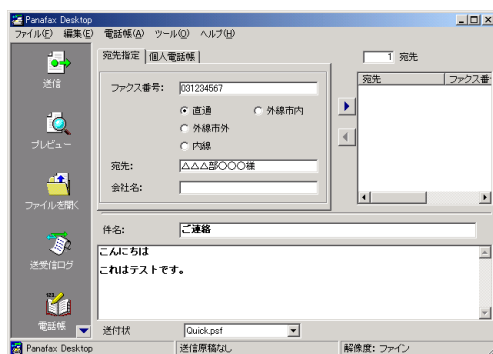 Panafax Desktop
ファイル(F) 編集(E) 電話帳(A) ツール(Q) ヘルプ(H)
宛先指定 個人電話帳
1 宛先
宛先 ファクス番
送信
ファクス番号: 031234567
直通 外線市内
外線市外
内線
プレビュー
宛先: △△△部〇〇〇様
会社名:
ファイルを開く
件名: ご連絡
こんにちは
これはテストです。
送受信ログ
電話帳
送付状 Quick.psf
Panafax Desktop 送信原稿なし 解像度: ファイン